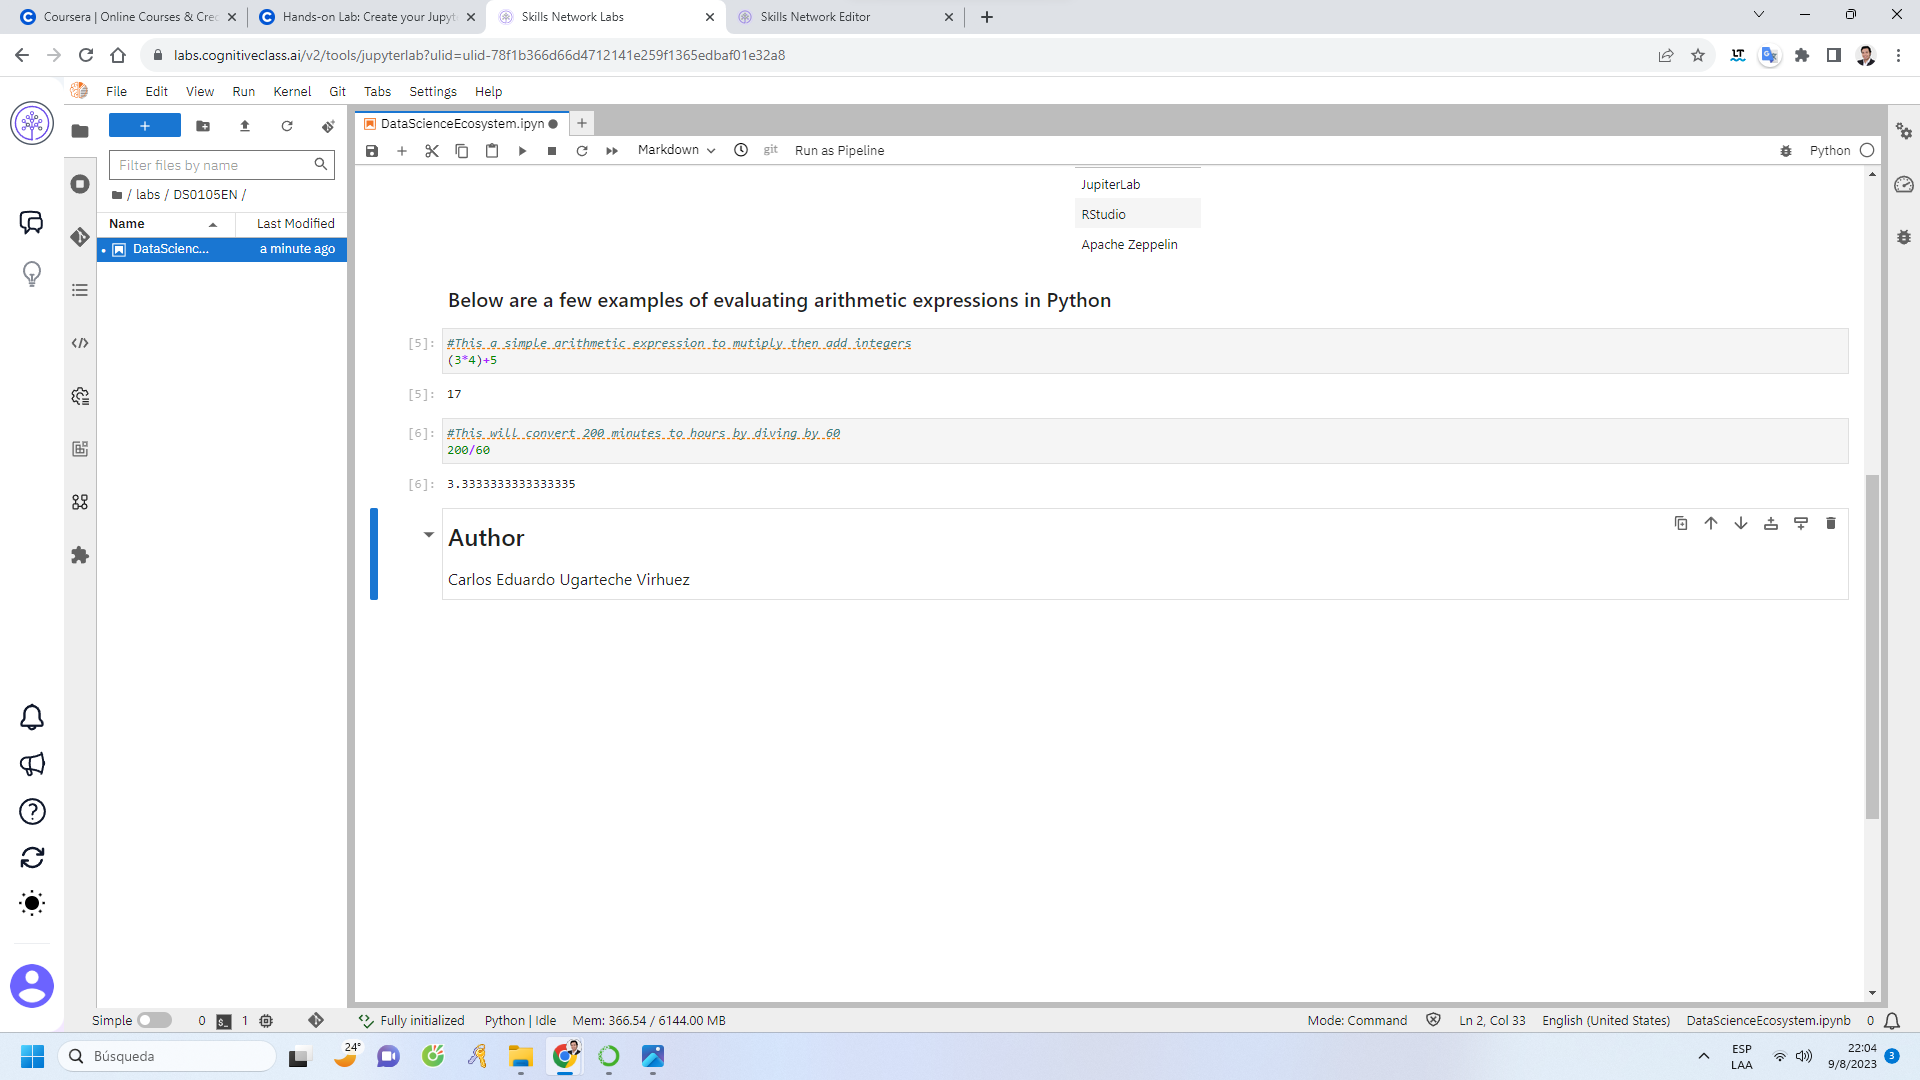 Coursera | Online Courses & Cre
Hands-on Lab: Create your Jupyt
Skills Network Labs
Skills Network Editor
labs.cognitiveclass.ai/v2/tools/jupyterlab?ulid=ulid-78f1b366d66d4712141e259f1365edbaf01e32a8
File Edit View Run Kernel Git Tabs Settings Help
DataScienceEcosystem.ipyn
Markdown
git
Run as Pipeline
Python
Filter files by name
/ labs / DS0105EN /
Name Last Modified
DataScienc... a minute ago
JupiterLab
RStudio
Apache Zeppelin
Below are a few examples of evaluating arithmetic expressions in Python
[5]: #This a simple arithmetic expression to mutiply then add integers
(3*4)+5
[5]: 17
[6]: #This will convert 200 minutes to hours by diving by 60
200/60
[6]: 3.3333333333333335
Author
Carlos Eduardo Ugarteche Virhuez
Simple 0 1 Fully initialized Python | Idle Mem: 366.54 / 6144.00 MB Mode: Command Ln 2, Col 33 English (United States) DataScienceEcosystem.ipynb 0
Búsqueda
24°
ESP
LAA
22:04
9/8/2023
3